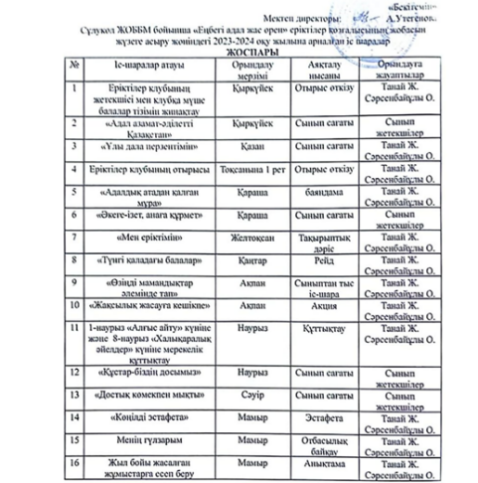 «Бекітемін»
Мектеп директоры: А.Утегенов.
Сұлукөл ЖОББМ бойынша «Еңбегі адал жас өрен» еріктілер қозғалысының жобасын
жүзеге асыру жөніндегі 2023-2024 оқу жылына арналған іс шаралар
ЖОСПАРЫ
№ Іс-шаралар атауы Орындалу мерзімі Аяқталу нысаны Орындауға жауаптылар
1 Еріктілер клубының жетекшісі мен клубқа мүше балалар тізімін жинақтау Қыркүйек Отырыс өткізу Танай Ж. Сәрсенбайұлы О.
2 «Адал азамат-әділетті Қазақстан» Қыркүйек Сынып сағаты Сынып жетекшілер
3 «Ұлы дала перзентімін» Қазан Сынып сағаты Танай Ж. Сәрсенбайұлы О.
4 Еріктілер клубының отырысы Тоқсанына 1 рет Отырыс өткізу Танай Ж. Сәрсенбайұлы О.
5 «Адалдық атадан қалған мұра» Қараша баяндама Танай Ж. Сәрсенбайұлы О.
6 «Әкеге-ізет, анаға құрмет» Қараша Сынып сағаты Сынып жетекшілер
7 «Мен еріктімін» Желтоқсан Тақырыптық дәріс Танай Ж. Сәрсенбайұлы О.
8 «Түнгі қаладағы балалар» Қаңтар Рейд Танай Ж. Сәрсенбайұлы О.
9 «Өзіңді мамандықтар әлемінде тап» Ақпан Сыныптан тыс іс-шара Танай Ж. Сәрсенбайұлы О.
10 «Жақсылық жасауға кешікпе» Ақпан Акция Танай Ж. Сәрсенбайұлы О.
11 1-наурыз «Алғыс айту» күніне және 8-наурыз «Халықаралық әйелдер» күніне мерекелік құттықтау Наурыз Құттықтау Танай Ж. Сәрсенбайұлы О.
12 «Құстар-біздің досымыз» Наурыз Сынып сағаты Сынып жетекшілер
13 «Достық көмекпен мықты» Сәуір Сынып сағаты Сынып жетекшілер
14 «Көңілді эстафета» Мамыр Эстафета Танай Ж. Сәрсенбайұлы О.
15 Менің гүлзарым Мамыр Отбасылық байқау Танай Ж. Сәрсенбайұлы О.
16 Жыл бойы жасалған жұмыстарға есеп беру Мамыр Анықтама Танай Ж. Сәрсенбайұлы О.